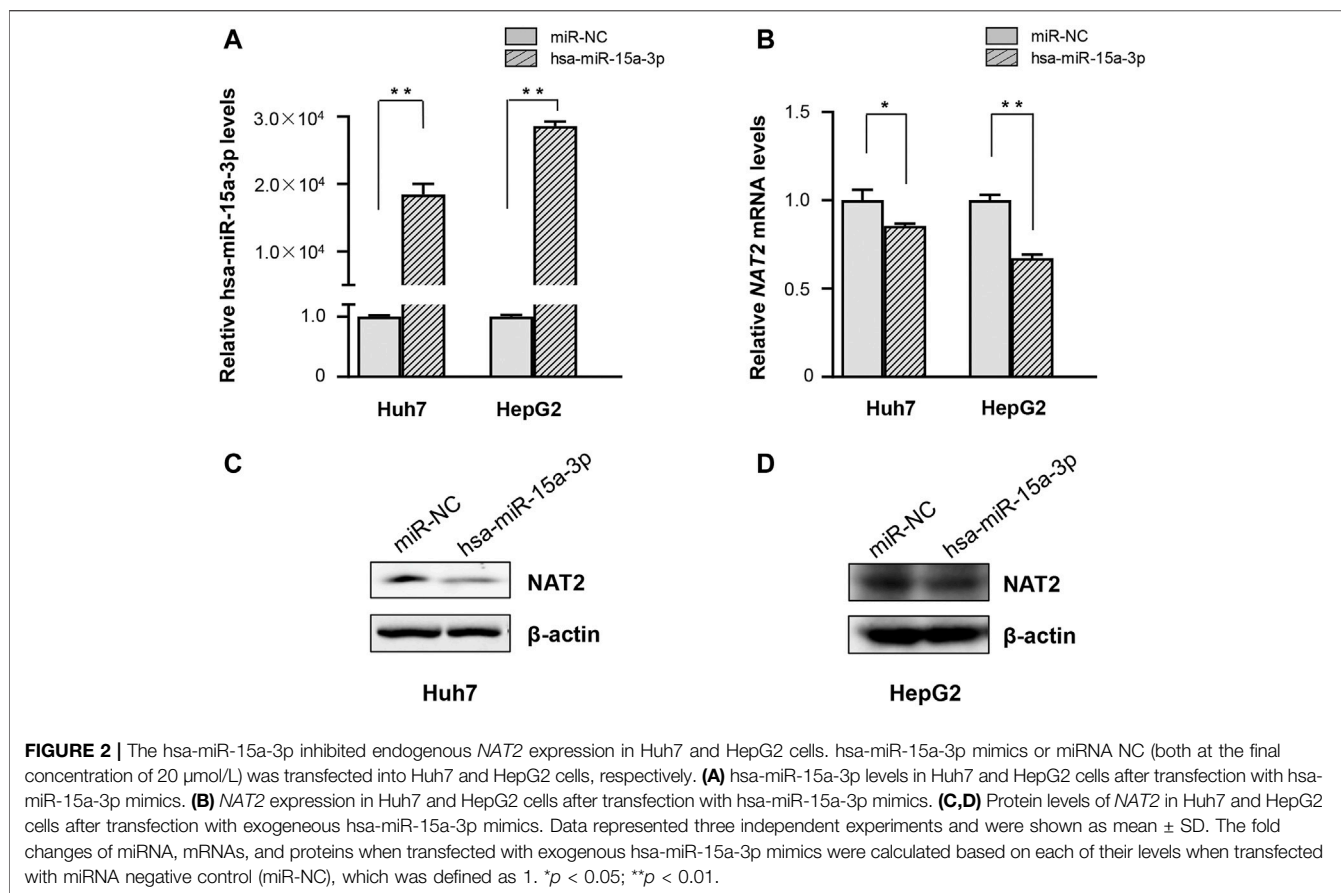 A
miR-NC
hsa-miR-15a-3p
Relative hsa-miR-15a-3p levels
3.0×10⁴
2.0×10⁴
1.0×10⁴
1.0
0
**
**
Huh7
HepG2
B
miR-NC
hsa-miR-15a-3p
Relative NAT2 mRNA levels
1.5
1.0
0.5
0
*
**
Huh7
HepG2
C
miR-NC
hsa-miR-15a-3p
NAT2
β-actin
Huh7
D
miR-NC
hsa-miR-15a-3p
NAT2
β-actin
HepG2
FIGURE 2 | The hsa-miR-15a-3p inhibited endogenous NAT2 expression in Huh7 and HepG2 cells. hsa-miR-15a-3p mimics or miRNA NC (both at the final
concentration of 20 μmol/L) was transfected into Huh7 and HepG2 cells, respectively. (A) hsa-miR-15a-3p levels in Huh7 and HepG2 cells after transfection with hsa-
miR-15a-3p mimics. (B) NAT2 expression in Huh7 and HepG2 cells after transfection with hsa-miR-15a-3p mimics. (C,D) Protein levels of NAT2 in Huh7 and HepG2
cells after transfection with exogeneous hsa-miR-15a-3p mimics. Data represented three independent experiments and were shown as mean ± SD. The fold
changes of miRNA, mRNAs, and proteins when transfected with exogenous hsa-miR-15a-3p mimics were calculated based on each of their levels when transfected
with miRNA negative control (miR-NC), which was defined as 1. *p < 0.05; **p < 0.01.